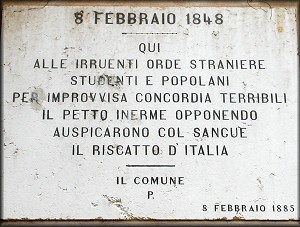 8 FEBBRAIO 1848
QUI
ALLE IRRUENTI ORDE STRANIERE
STUDENTI E POPOLANI
PER IMPROVVISA CONCORDIA TERRIBILI
IL PETTO INERME OPPONENDO
AUSPICARONO COL SANGUE
IL RISCATTO D'ITALIA
IL COMUNE
P.
8 FEBBRAIO 1885